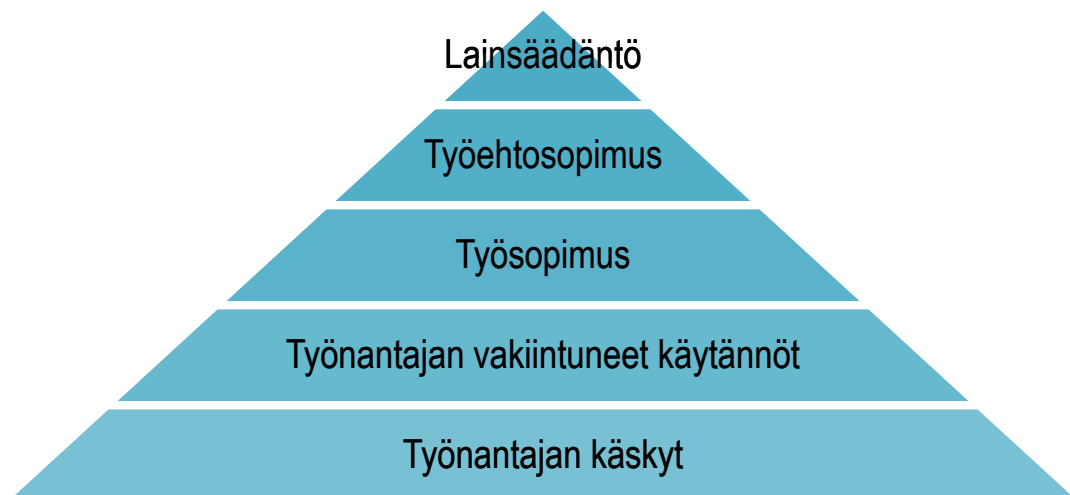 Lainsäädäntö
Työehtosopimus
Työsopimus
Työnantajan vakiintuneet käytännöt
Työnantajan käskyt